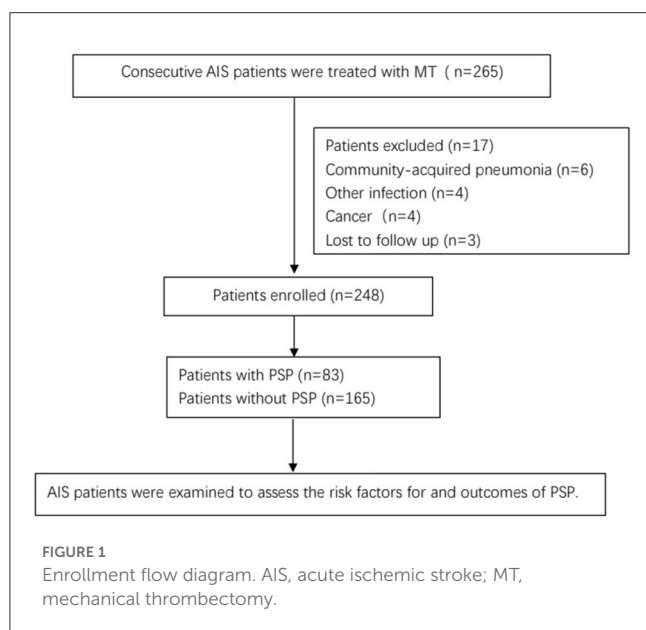 Consecutive AIS patients were treated with MT ( n=265)
Patients excluded (n=17)
Community-acquired pneumonia (n=6)
Other infection (n=4)
Cancer (n=4)
Lost to follow up (n=3)
Patients enrolled (n=248)
Patients with PSP (n=83)
Patients without PSP (n=165)
AIS patients were examined to assess the risk factors for and outcomes of PSP.
FIGURE 1
Enrollment flow diagram. AIS, acute ischemic stroke; MT,
mechanical thrombectomy.